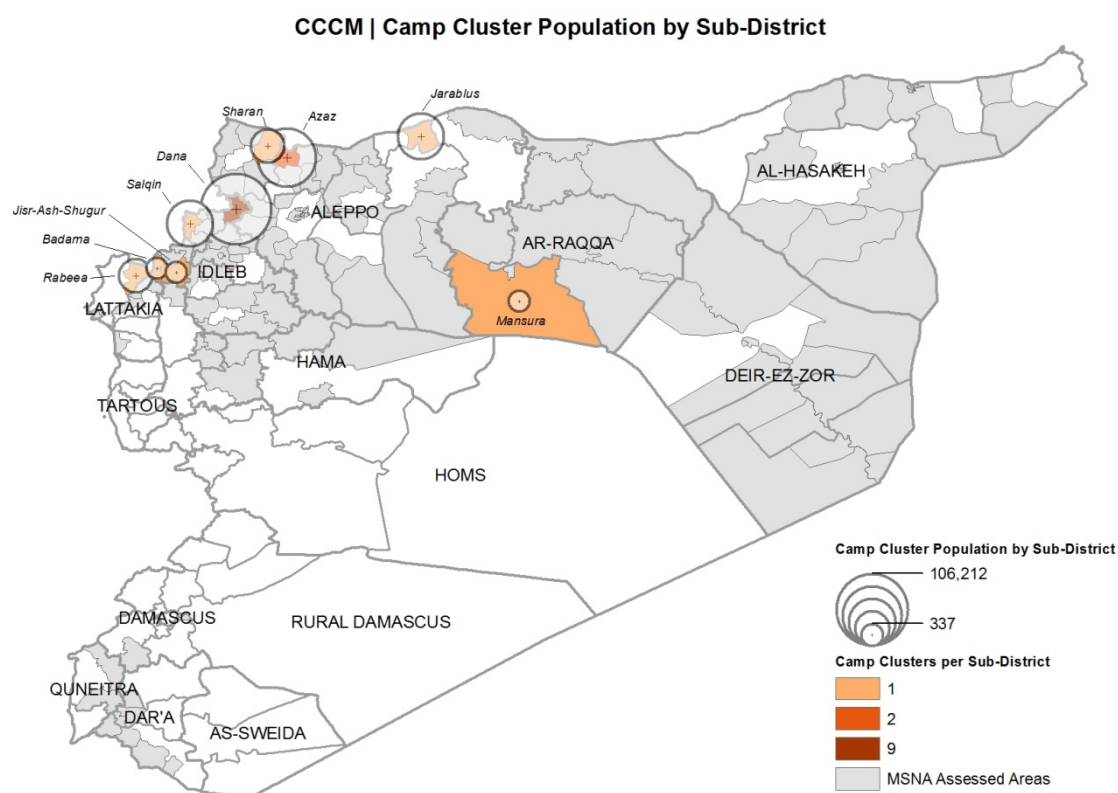 CCCM | Camp Cluster Population by Sub-District
Jarablus
Sharan
Azaz
Dana
AL-HASAKEH
Salqin
Jisr-Ash-Shugur
ALEPPO
Badama
AR-RAQQA
Rabeea
IDLEB
LATTAKIA
Mansura
HAMA
DEIR-EZ-ZOR
TARTOUS
HOMS
Camp Cluster Population by Sub-District
106,212
337
DAMASCUS
RURAL DAMASCUS
Camp Clusters per Sub-District
QUNEITRA
1
DAR'A
2
AS-SWEIDA
9
MSNA Assessed Areas